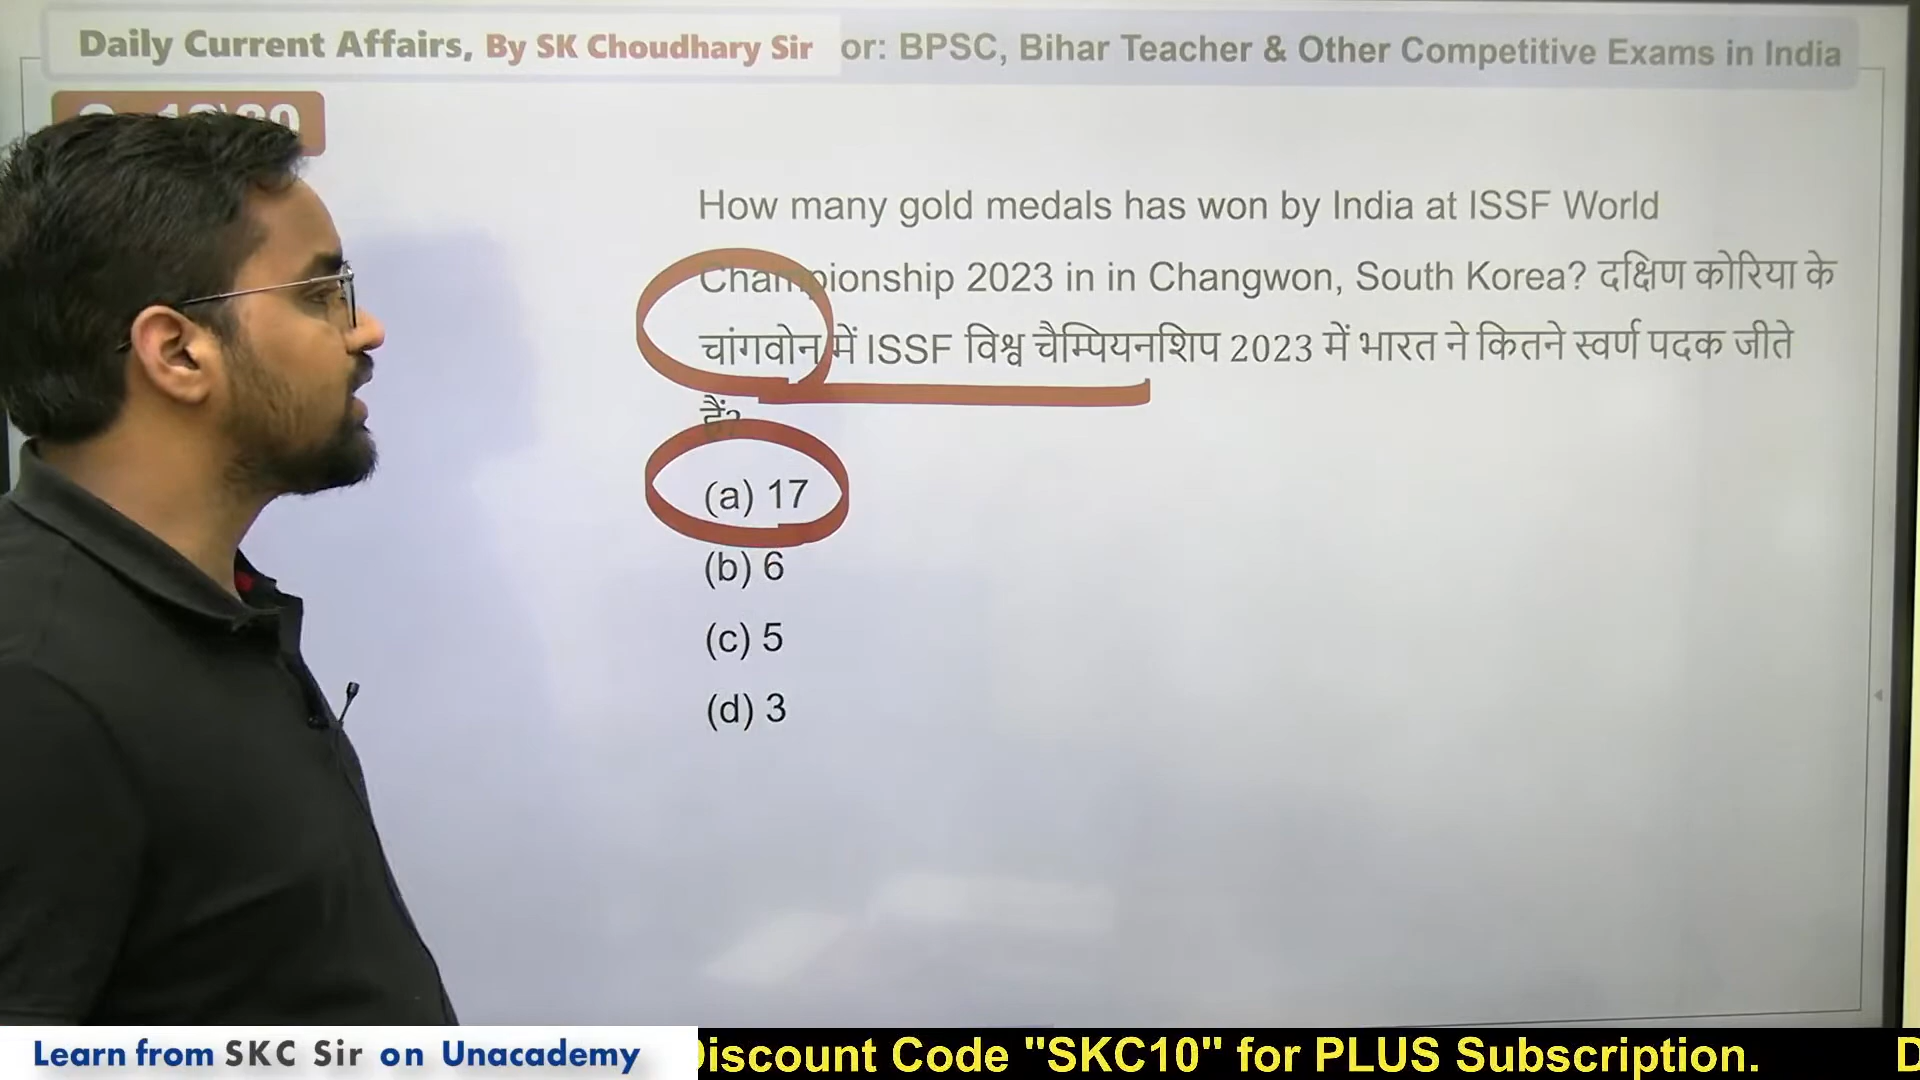 Daily Current Affairs, By SK Choudhary Sir or: BPSC, Bihar Teacher & Other Competitive Exams in India
How many gold medals has won by India at ISSF World
Championship 2023 in in Changwon, South Korea? दक्षिण कोरिया के
चांगवोन में ISSF विश्व चैम्पियनशिप 2023 में भारत ने कितने स्वर्ण पदक जीते
हैं?
(a) 17
(b) 6
(c) 5
(d) 3
Learn from SKC Sir on Unacademy
Discount Code "SKC10" for PLUS Subscription. D